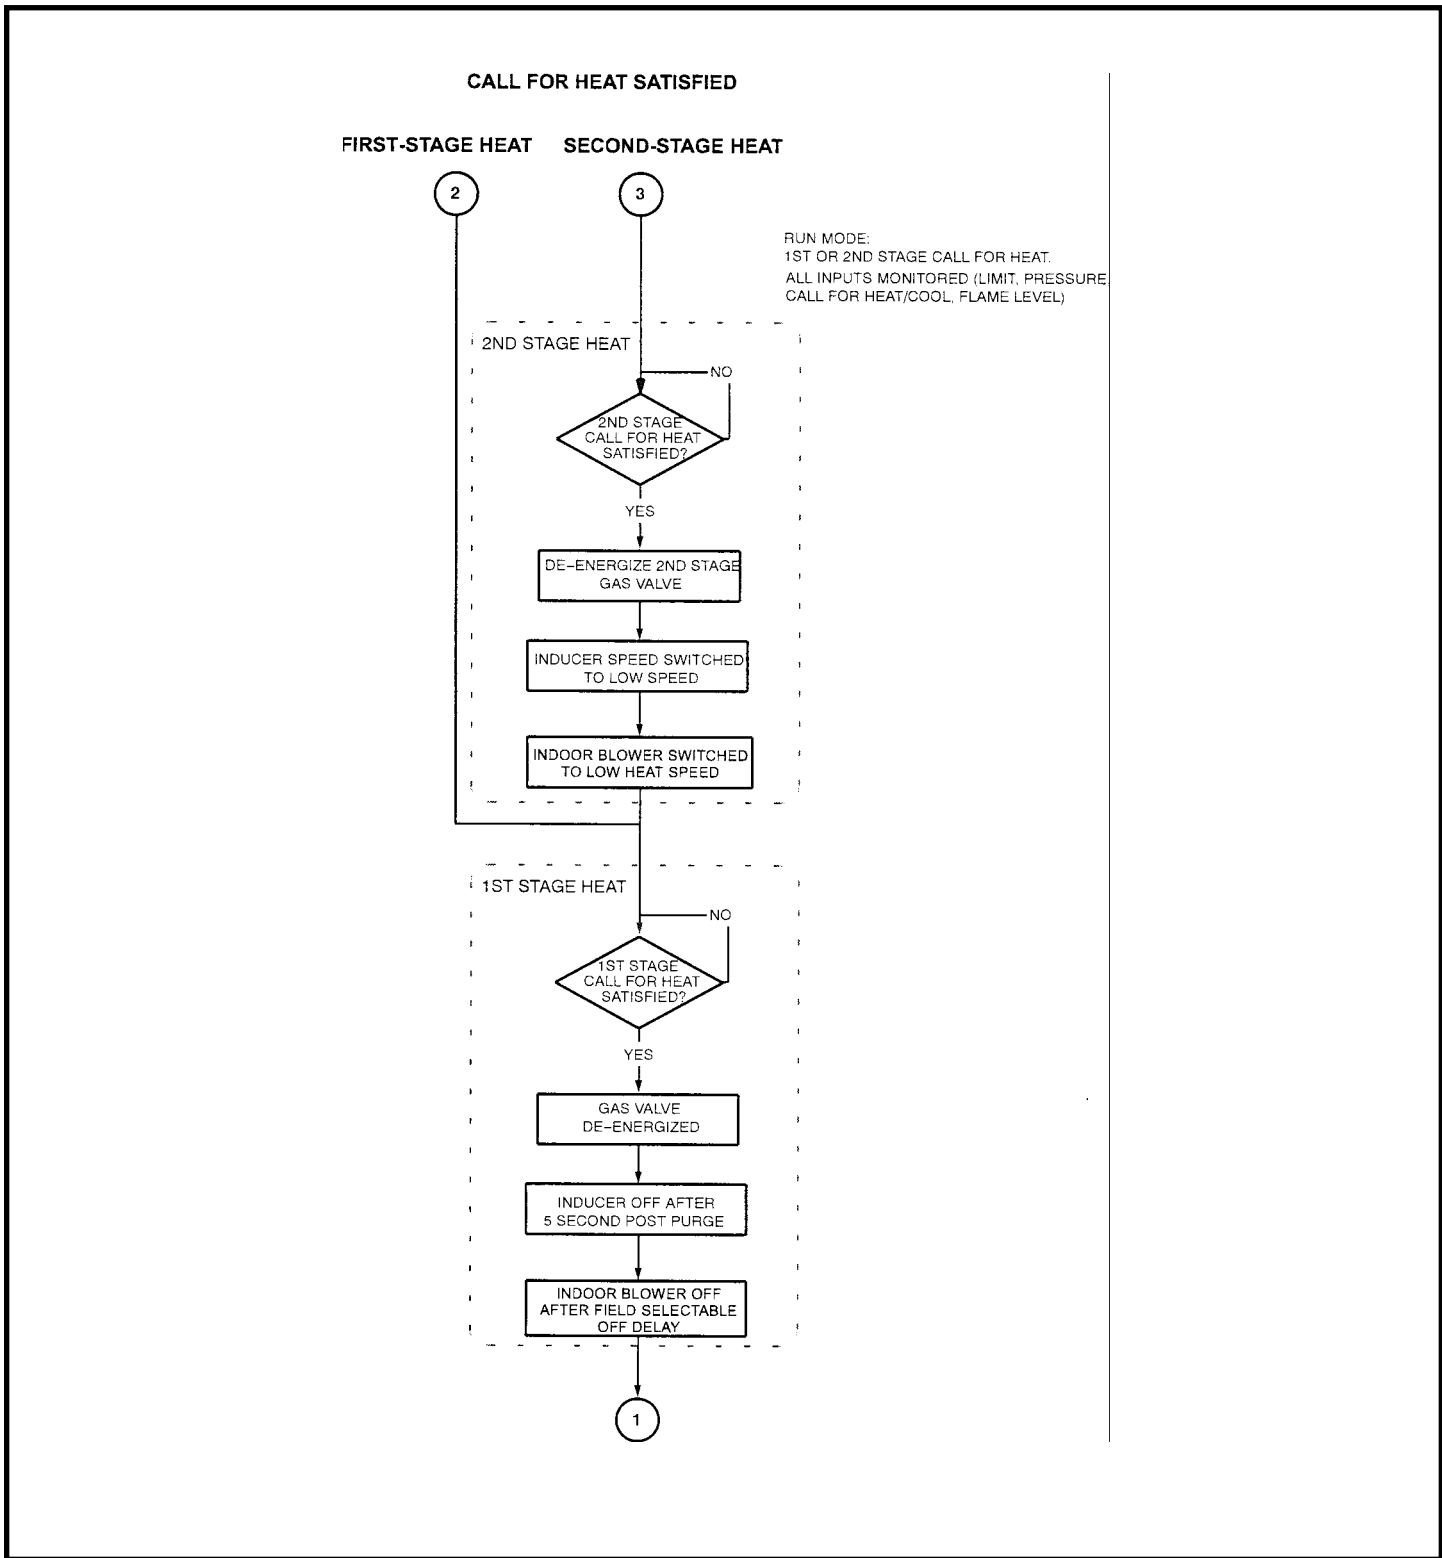 CALL FOR HEAT SATISFIED
FIRST-STAGE HEAT
SECOND-STAGE HEAT
2
3
RUN MODE:
1ST OR 2ND STAGE CALL FOR HEAT.
ALL INPUTS MONITORED (LIMIT, PRESSURE,
CALL FOR HEAT/COOL, FLAME LEVEL)
2ND STAGE HEAT
NO
2ND STAGE
CALL FOR HEAT
SATISFIED?
YES
DE-ENERGIZE 2ND STAGE
GAS VALVE
INDUCER SPEED SWITCHED
TO LOW SPEED
INDOOR BLOWER SWITCHED
TO LOW HEAT SPEED
1ST STAGE HEAT
NO
1ST STAGE
CALL FOR HEAT
SATISFIED?
YES
GAS VALVE
DE-ENERGIZED
INDUCER OFF AFTER
5 SECOND POST PURGE
INDOOR BLOWER OFF
AFTER FIELD SELECTABLE
OFF DELAY
1